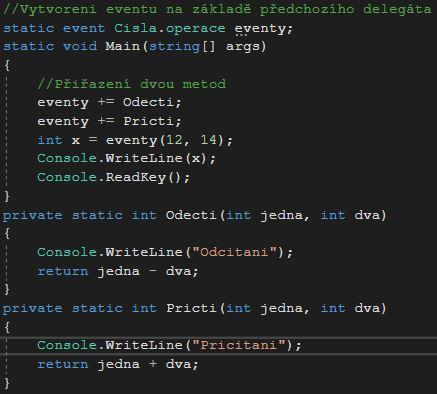 //Vytvoreni eventu na základě předchozího delegáta
static event Cisla.operace eventy;
static void Main(string[] args)
{
//Přiřazení dvou metod
eventy += Odecti;
eventy += Pricti;
int x = eventy(12, 14);
Console.WriteLine(x);
Console.ReadKey();
}
private static int Odecti(int jedna, int dva)
{
Console.WriteLine("Odcitani");
return jedna - dva;
}
private static int Pricti(int jedna, int dva)
{
Console.WriteLine("Pricitani");
return jedna + dva;
}